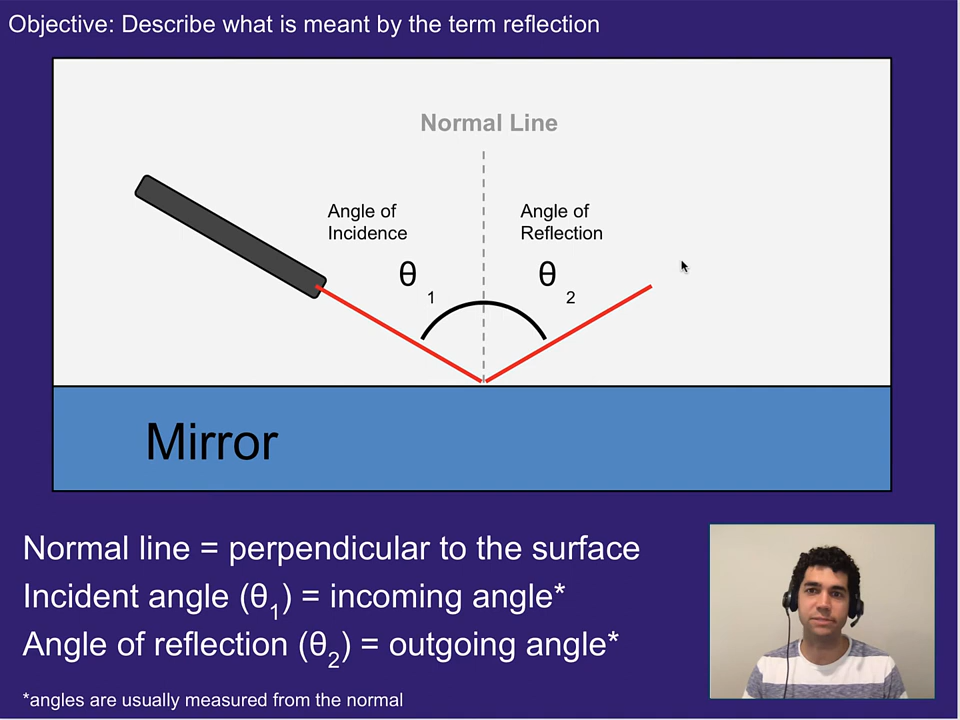 Objective: Describe what is meant by the term reflection
Normal Line
Angle of
Incidence
Angle of
Reflection
θ1
θ2
Mirror
Normal line = perpendicular to the surface
Incident angle (θ1) = incoming angle*
Angle of reflection (θ2) = outgoing angle*
*angles are usually measured from the normal